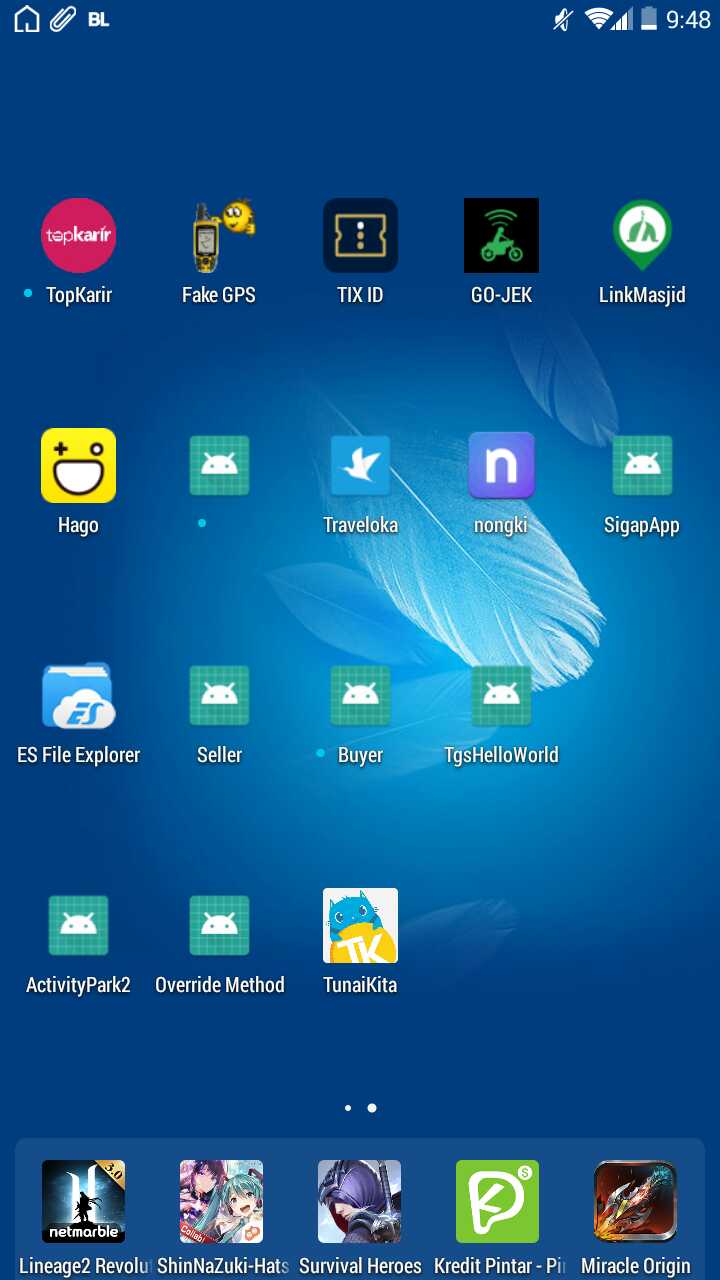 BL 9:48
topkarir
TopKarir
Fake GPS
TIX ID
GO-JEK
LinkMasjid
Hago
n
Traveloka
nongki
SigapApp
ES
ES File Explorer
Seller
Buyer
TgsHelloWorld
TK
ActivityPark2
Override Method
TunaiKita
3.0
netmarble
Collabo
K
$
Lineage2 Revolu
ShinNaZuki-Hats
Survival Heroes
Kredit Pintar - Pi
Miracle Origin